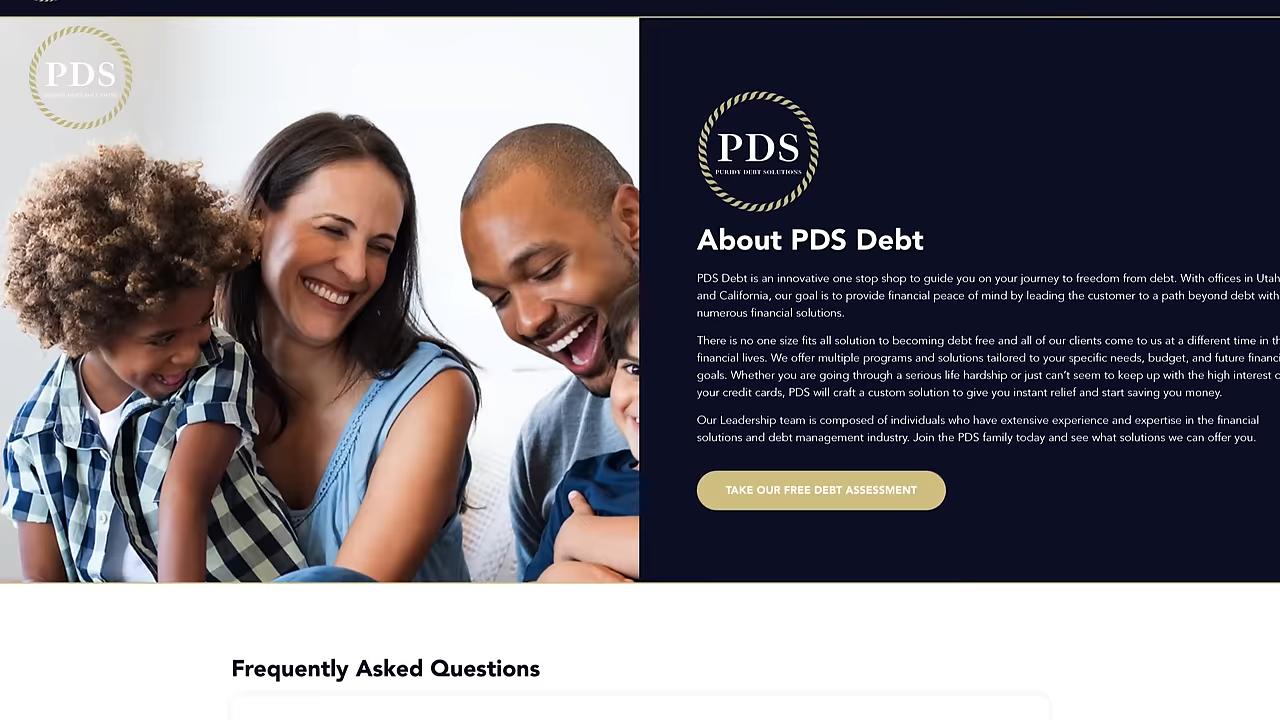 PDS
PDS
PURIDY DEBT SOLUTIONS
About PDS Debt
PDS Debt is an innovative one stop shop to guide you on your journey to freedom from debt. With offices in Utah
and California, our goal is to provide financial peace of mind by leading the customer to a path beyond debt with
numerous financial solutions.
There is no one size fits all solution to becoming debt free and all of our clients come to us at a different time in th
financial lives. We offer multiple programs and solutions tailored to your specific needs, budget, and future financi
goals. Whether you are going through a serious life hardship or just can't seem to keep up with the high interest o
your credit cards, PDS will craft a custom solution to give you instant relief and start saving you money.
Our Leadership team is composed of individuals who have extensive experience and expertise in the financial
solutions and debt management industry. Join the PDS family today and see what solutions we can offer you.
TAKE OUR FREE DEBT ASSESSMENT
Frequently Asked Questions